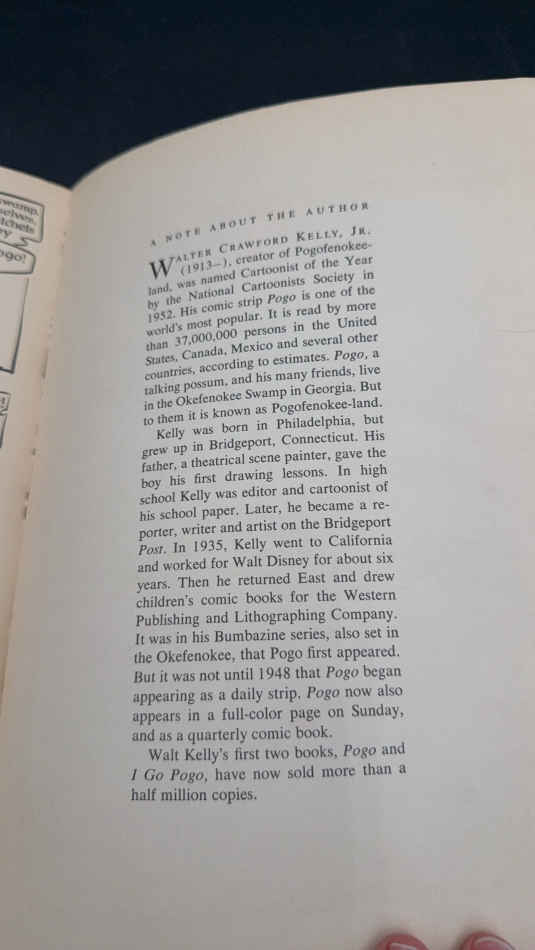 swamp.
selves,
ogo!
A NOTE ABOUT THE AUTHOR
WALTER CRAWFORD KELLY, JR.
(1913–), creator of Pogofenokee-
land, was named Cartoonist of the Year
by the National Cartoonists Society in
1952. His comic strip Pogo is one of the
world's most popular. It is read by more
than 37,000,000 persons in the United
States, Canada, Mexico and several other
countries, according to estimates. Pogo, a
talking possum, and his many friends, live
in the Okefenokee Swamp in Georgia. But
to them it is known as Pogofenokee-land.
Kelly was born in Philadelphia, but
grew up in Bridgeport, Connecticut. His
father, a theatrical scene painter, gave the
boy his first drawing lessons. In high
school Kelly was editor and cartoonist of
his school paper. Later, he became a re-
porter, writer and artist on the Bridgeport
Post. In 1935, Kelly went to California
and worked for Walt Disney for about six
years. Then he returned East and drew
children's comic books for the Western
Publishing and Lithographing Company.
It was in his Bumbazine series, also set in
the Okefenokee, that Pogo first appeared.
But it was not until 1948 that Pogo began
appearing as a daily strip. Pogo now also
appears in a full-color page on Sunday,
and as a quarterly comic book.
Walt Kelly's first two books, Pogo and
I Go Pogo, have now sold more than a
half million copies.